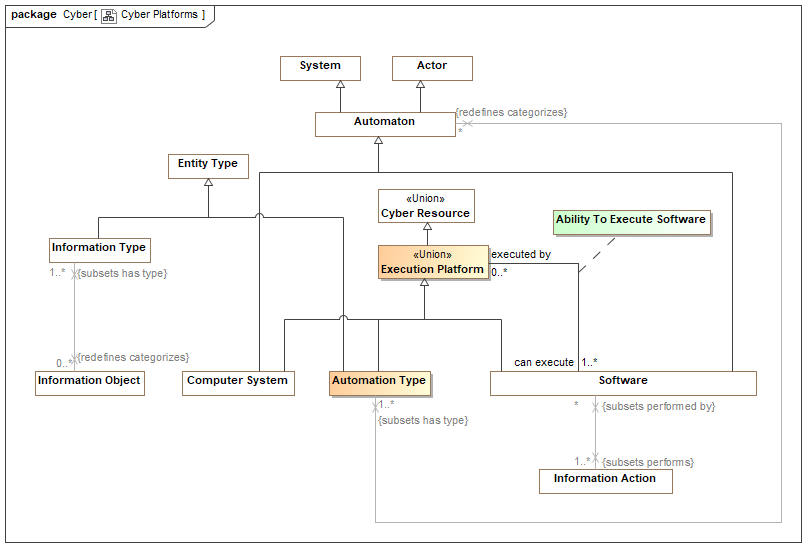 package Cyber [ Cyber Platforms ]
System
Actor
Automaton
{redefines categorizes}
*
Entity Type
«Union»
Cyber Resource
Ability To Execute Software
Information Type
«Union»
Execution Platform
executed by
0..*
1..*
{subsets has type}
0..*
{redefines categorizes}
can execute
1..*
Information Object
Computer System
Automation Type
Software
1..*
{subsets has type}
*
{subsets performed by}
1..*
{subsets performs}
Information Action